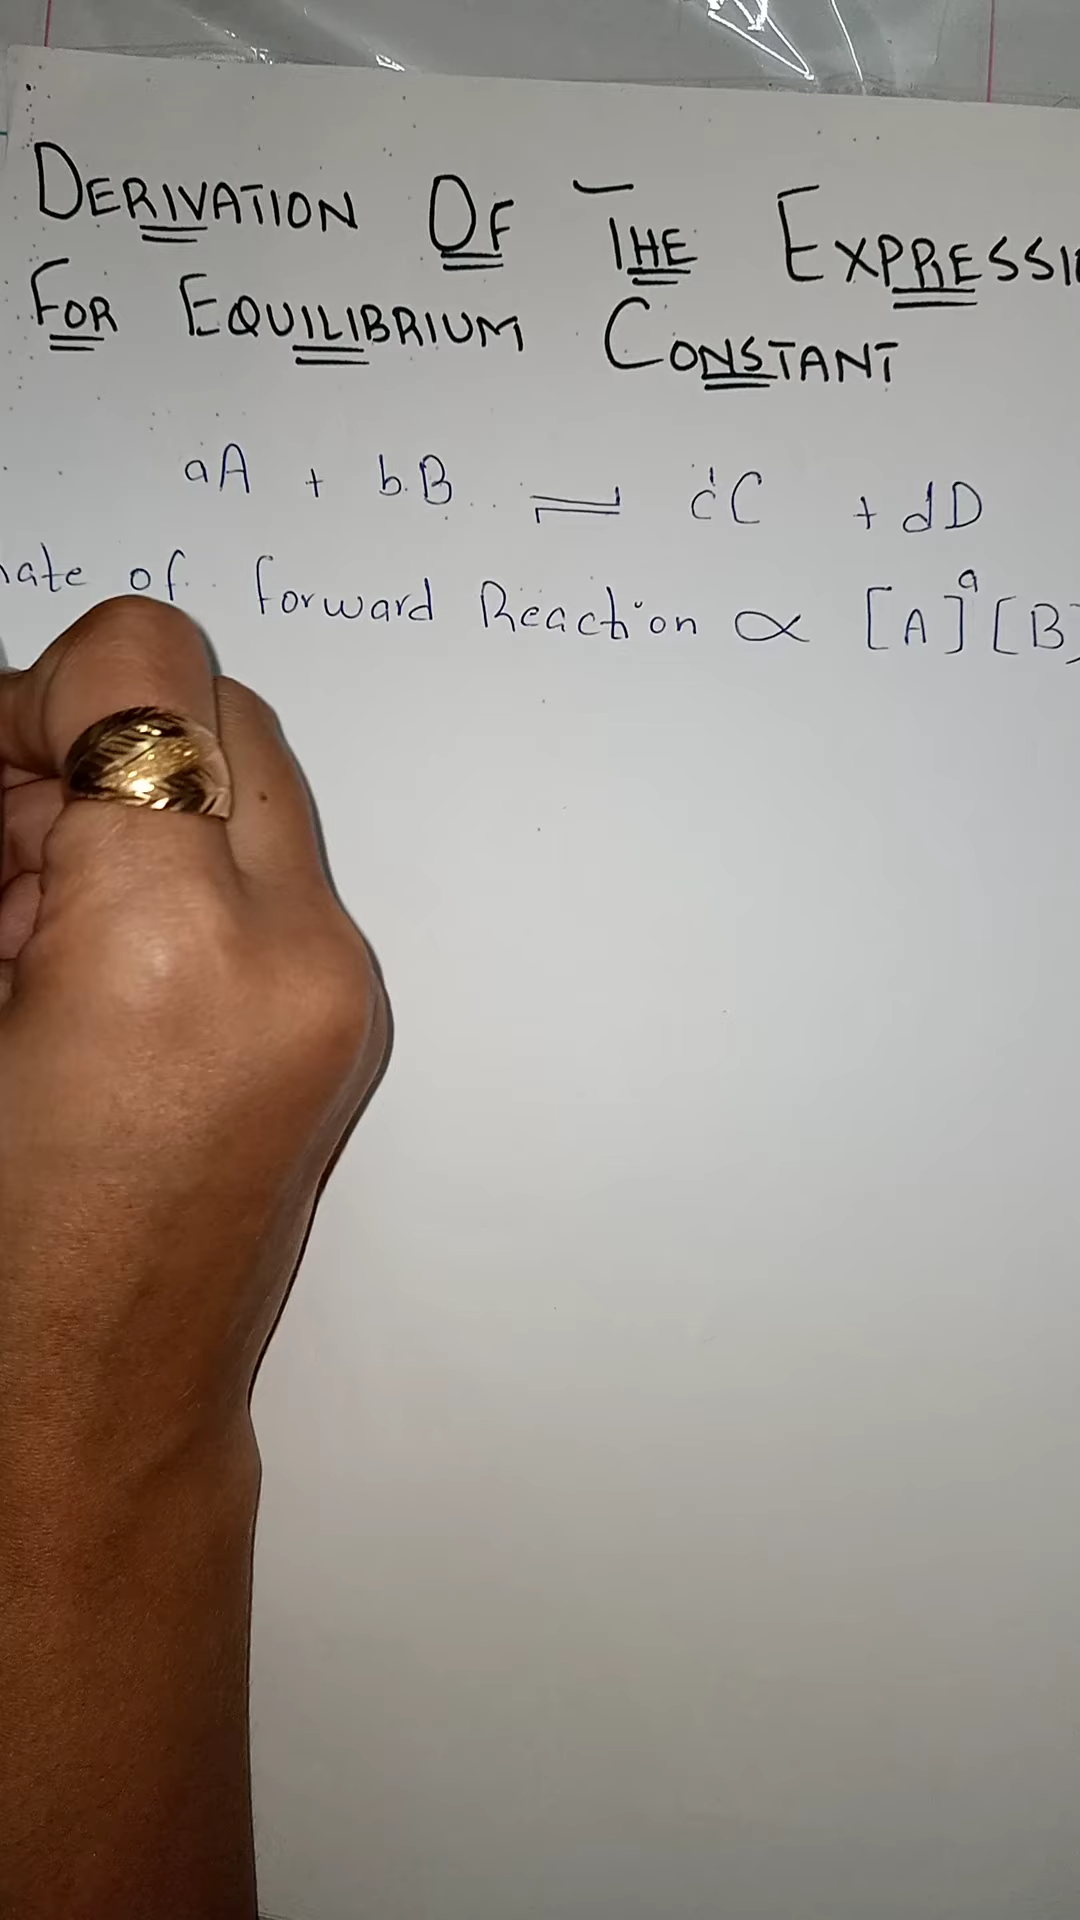 DERIVATION OF THE EXPRESSI
FOR EQUILIBRIUM CONSTANT
aA + bB ⇌ cC + dD
ate of forward Reaction ∝ [A]ᵃ[B]